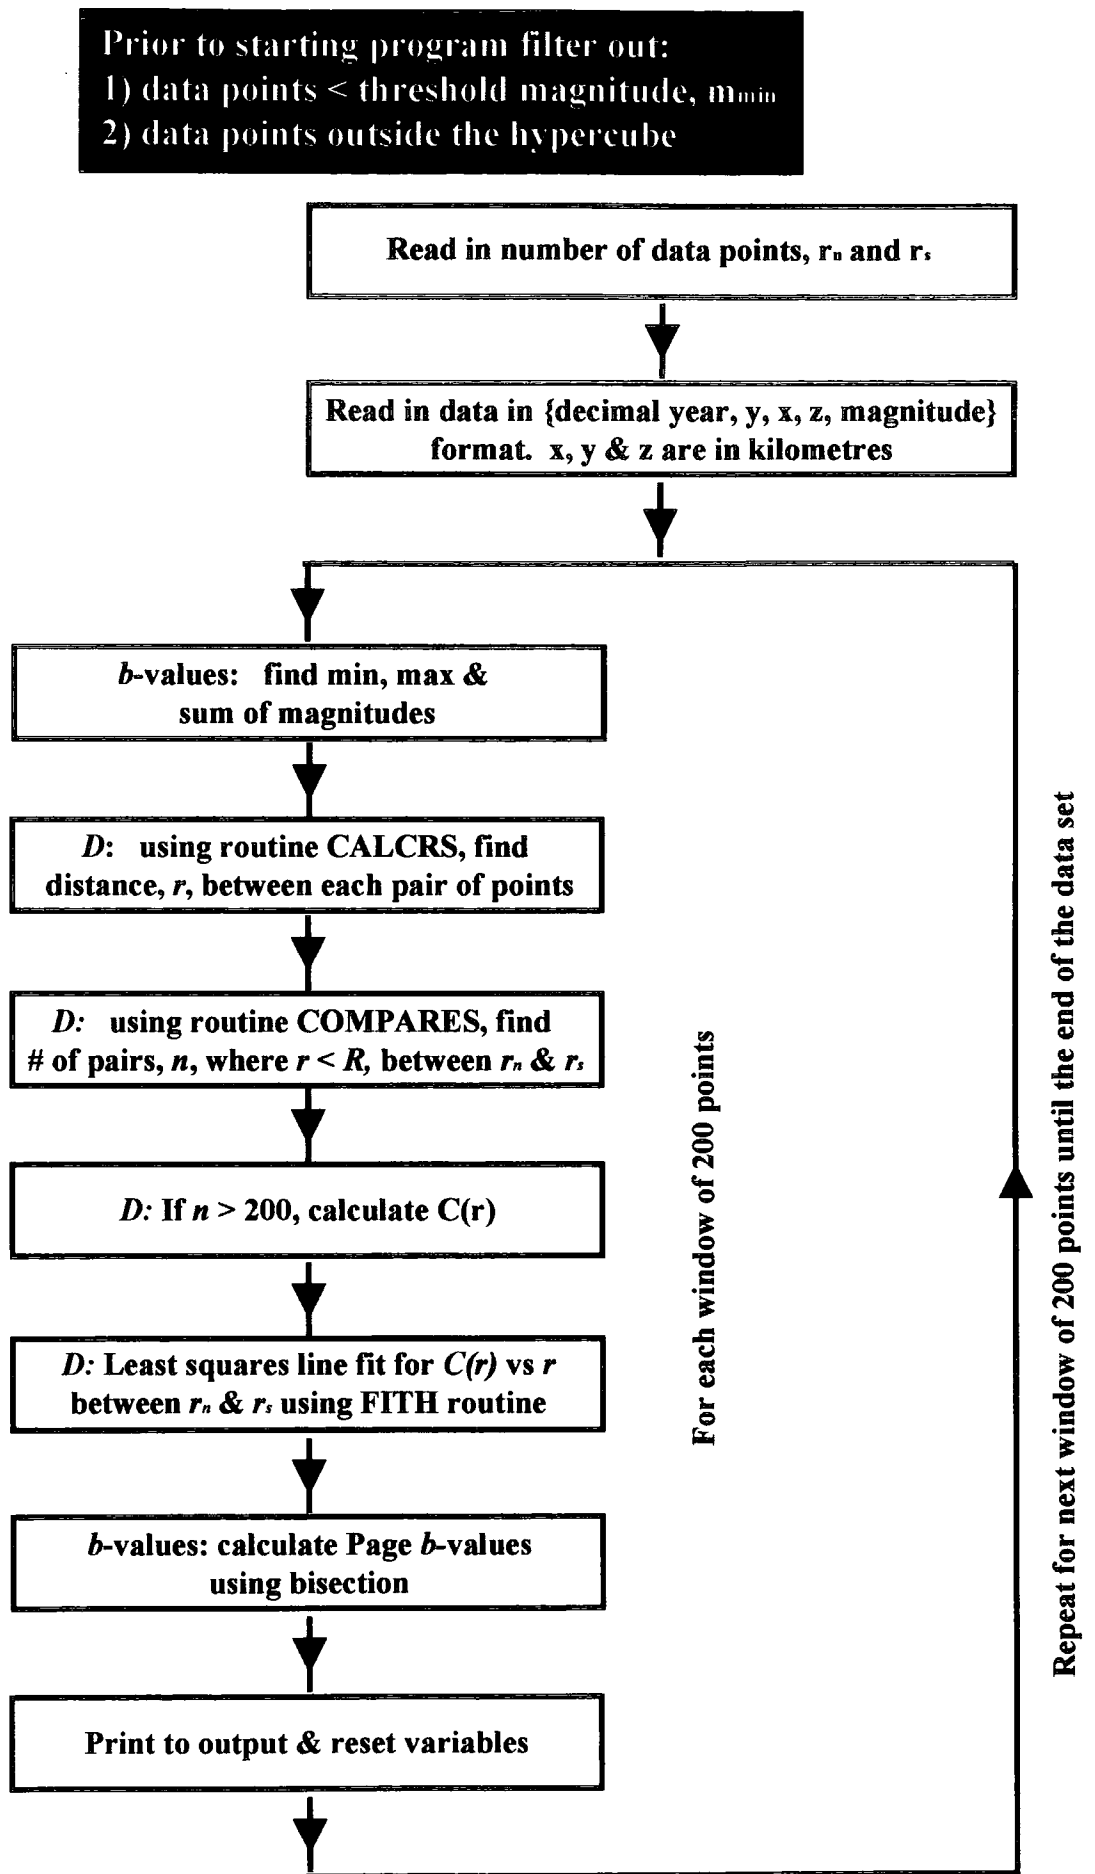 Prior to starting program filter out:
1) data points < threshold magnitude, mmin
2) data points outside the hypercube
Read in number of data points, rn and rs
Read in data in {decimal year, y, x, z, magnitude}
format. x, y & z are in kilometres
b-values: find min, max &
sum of magnitudes
D: using routine CALCRS, find
distance, r, between each pair of points
D: using routine COMPARES, find
# of pairs, n, where r < R, between rn & rs
D: If n > 200, calculate C(r)
D: Least squares line fit for C(r) vs r
between rn & rs using FITH routine
b-values: calculate Page b-values
using bisection
Print to output & reset variables
For each window of 200 points
Repeat for next window of 200 points until the end of the data set